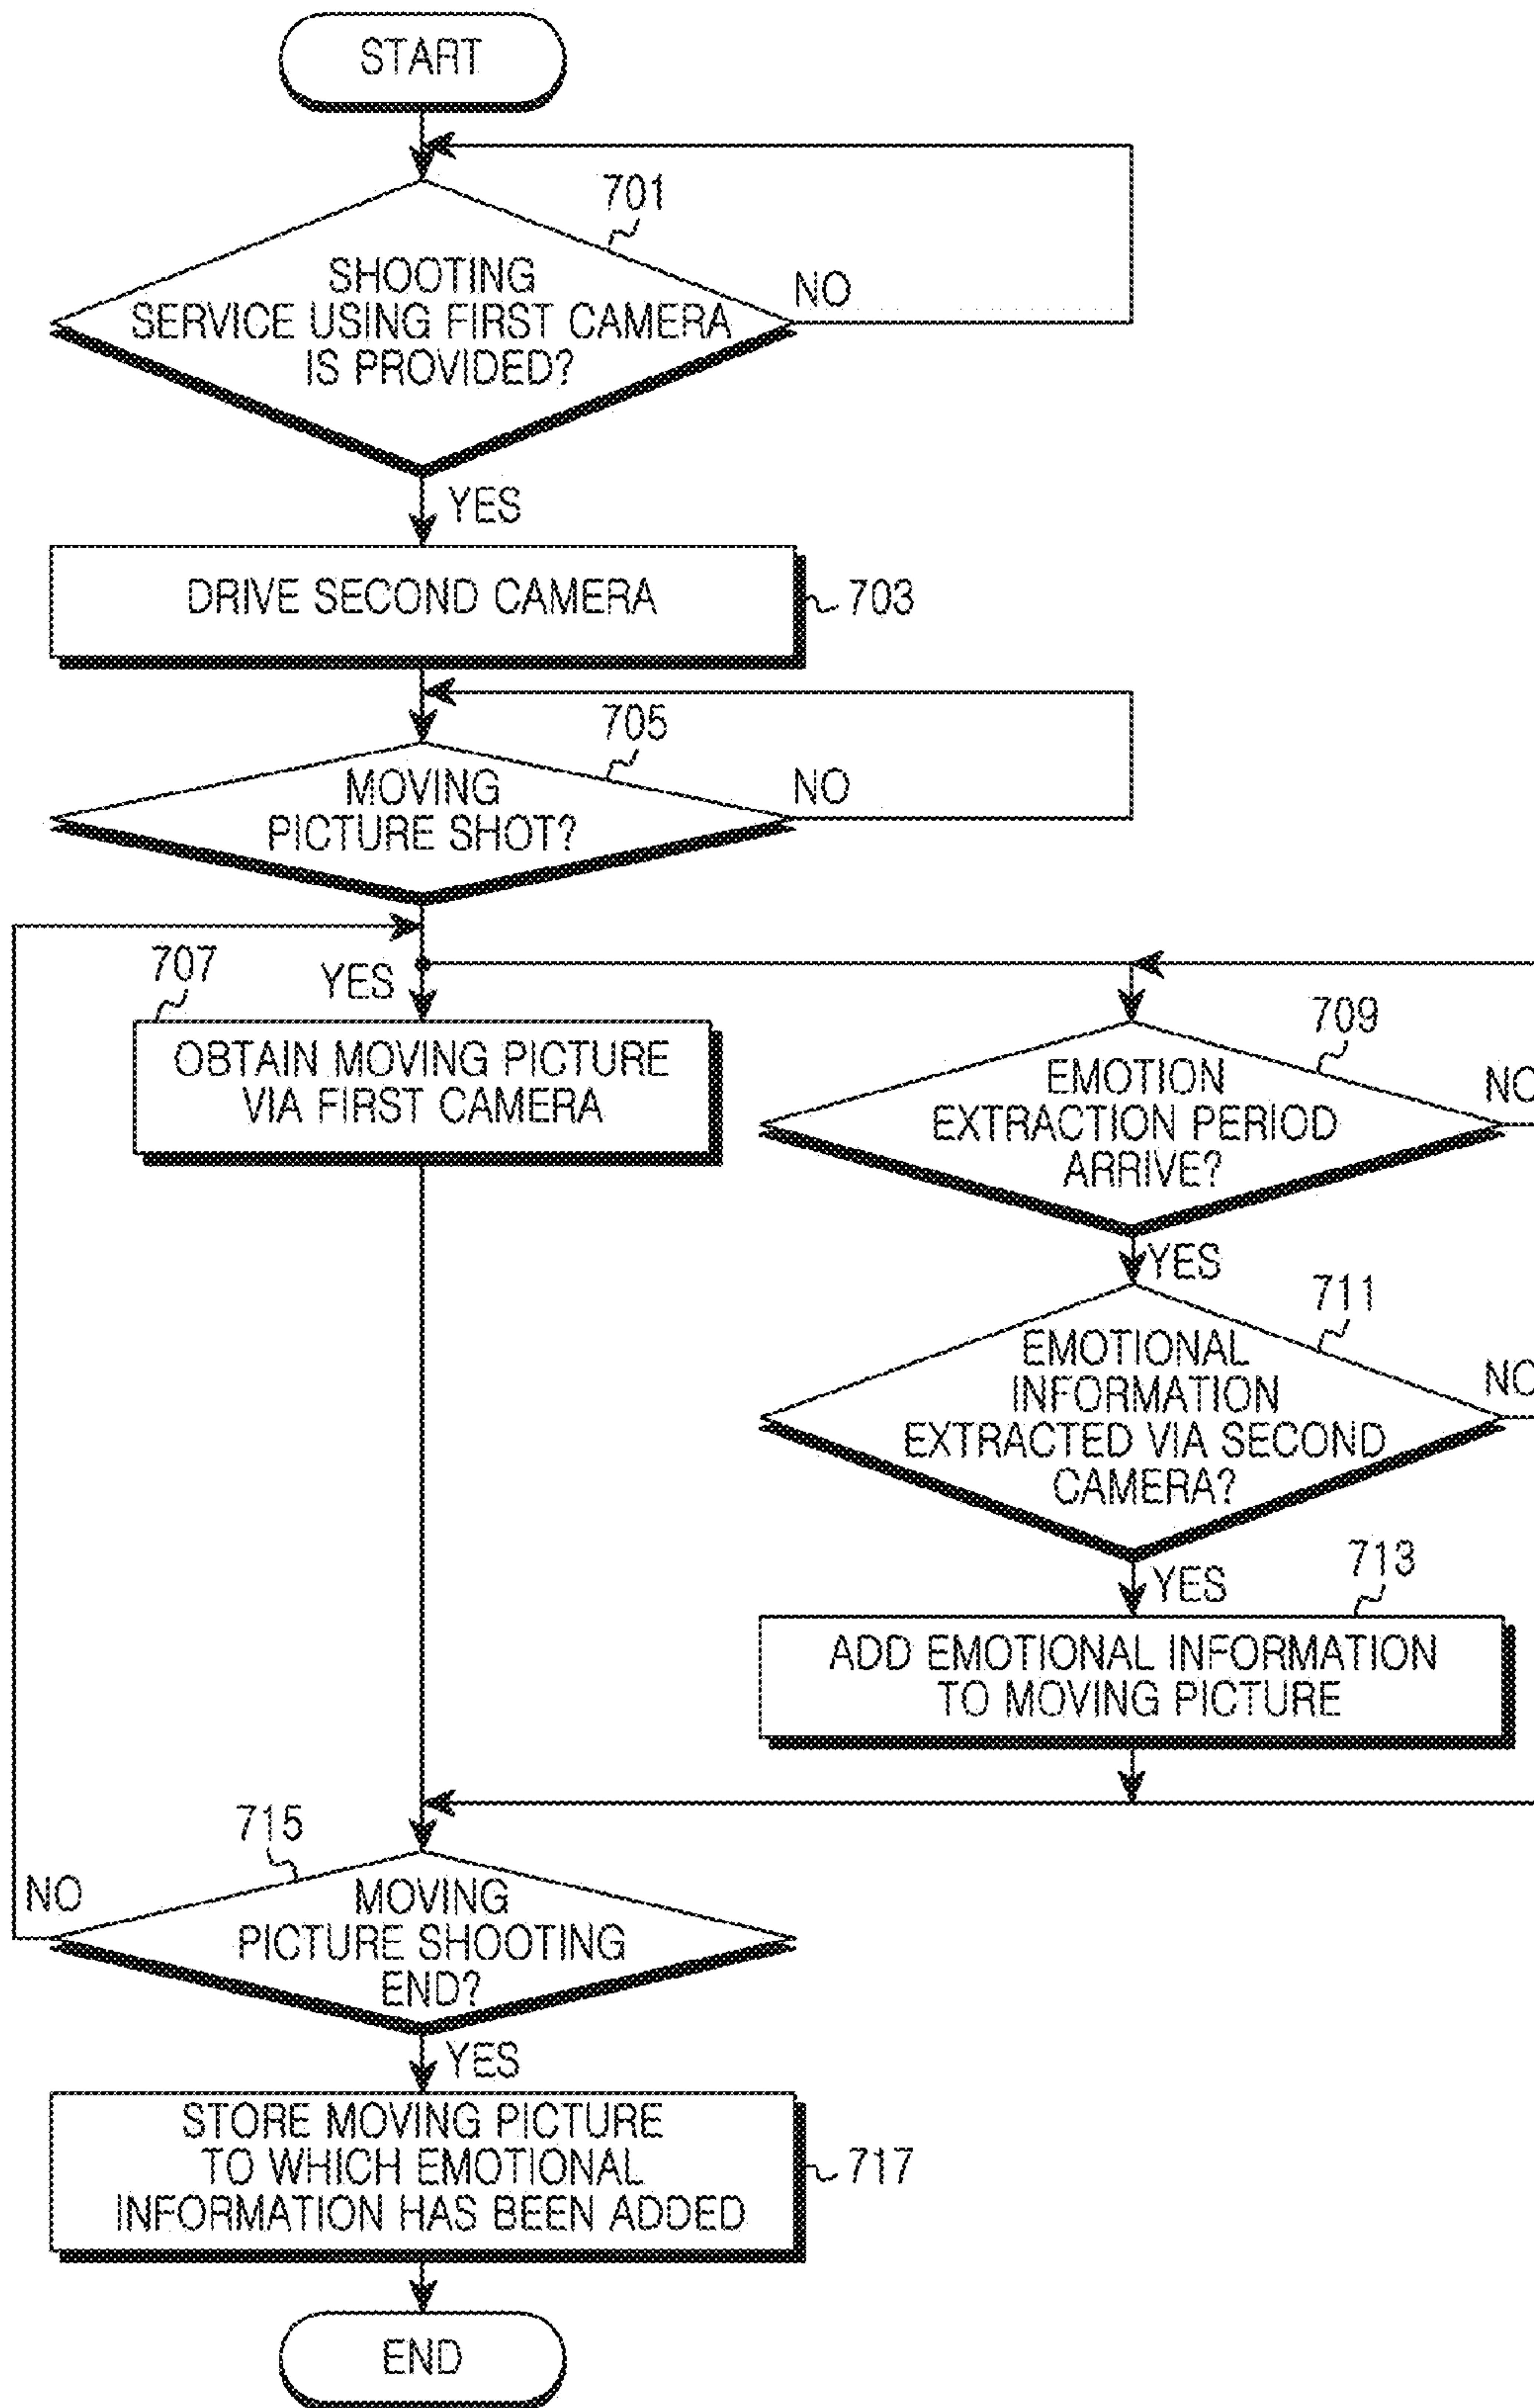 START
701
SHOOTING
SERVICE USING FIRST CAMERA
IS PROVIDED?
NO
YES
DRIVE SECOND CAMERA
703
705
MOVING
PICTURE SHOT?
NO
YES
707
OBTAIN MOVING PICTURE
VIA FIRST CAMERA
709
EMOTION
EXTRACTION PERIOD
ARRIVE?
NO
YES
711
EMOTIONAL
INFORMATION
EXTRACTED VIA SECOND
CAMERA?
NO
YES
713
ADD EMOTIONAL INFORMATION
TO MOVING PICTURE
715
MOVING
PICTURE SHOOTING
END?
NO
YES
STORE MOVING PICTURE
TO WHICH EMOTIONAL
INFORMATION HAS BEEN ADDED
717
END